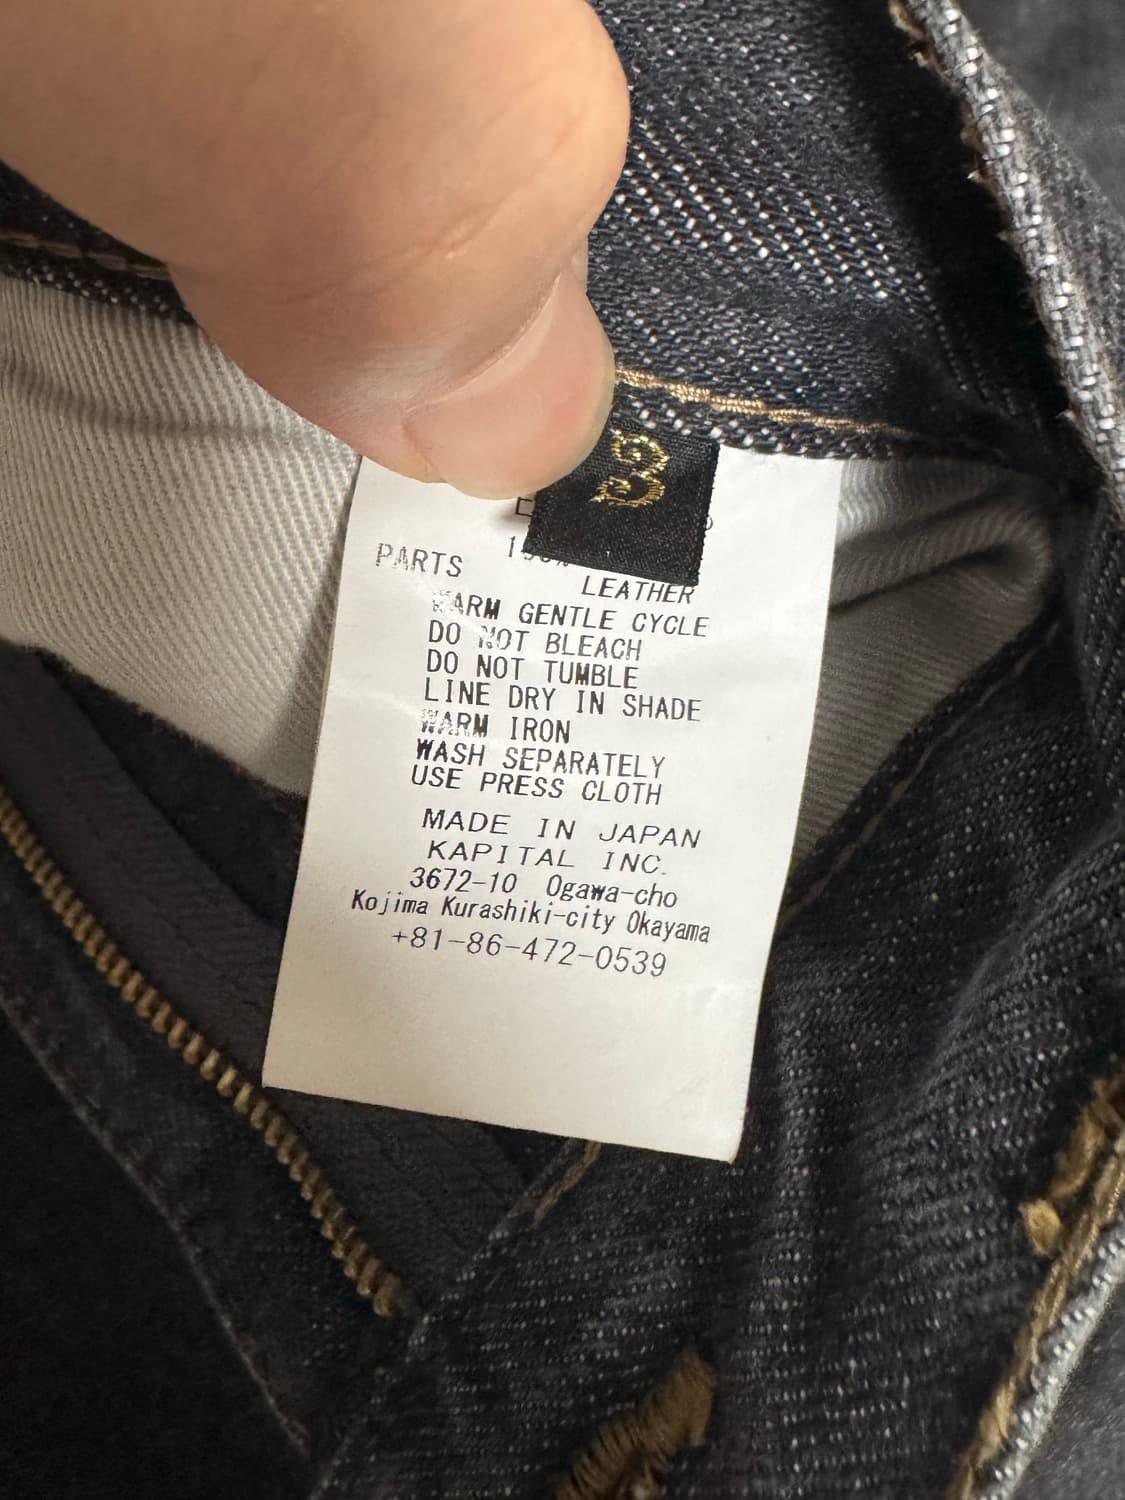 3
PARTS
LEATHER
WARM GENTLE CYCLE
DO NOT BLEACH
DO NOT TUMBLE
LINE DRY IN SHADE
WARM IRON
WASH SEPARATELY
USE PRESS CLOTH
MADE IN JAPAN
KAPITAL INC.
3672-10 Ogawa-cho
Kojima Kurashiki-city Okayama
+81-86-472-0539